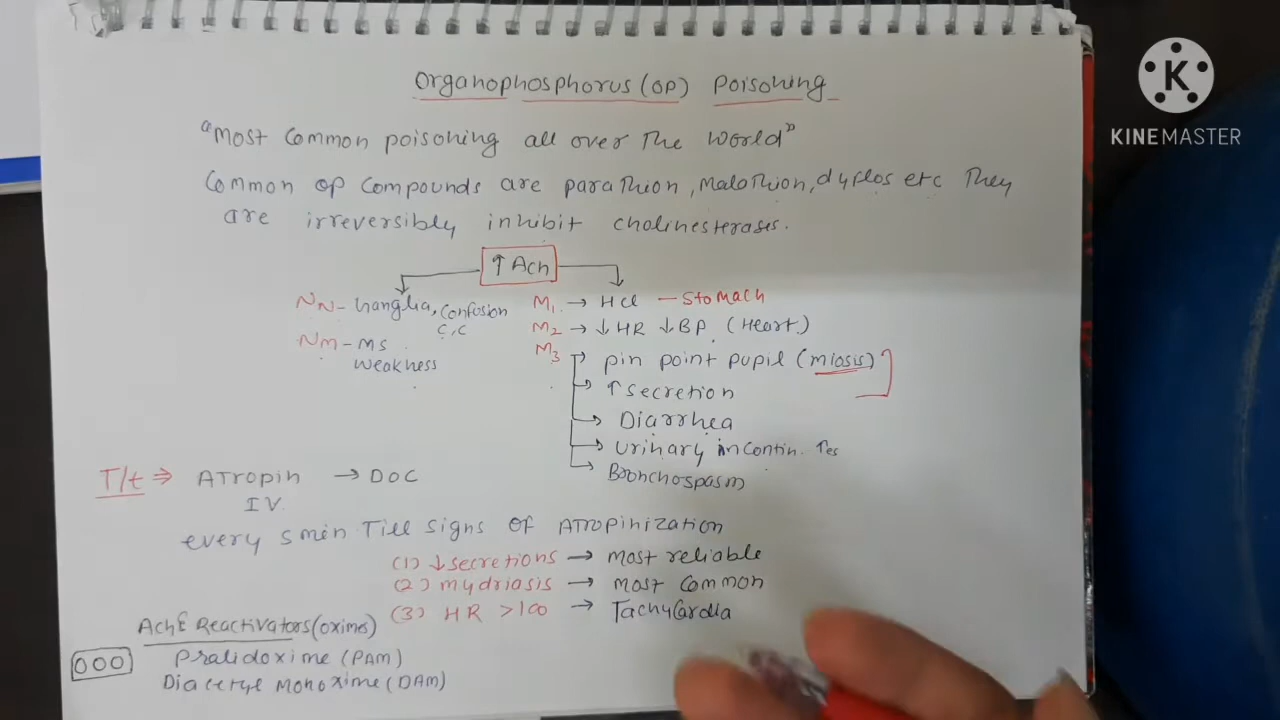 Organophosphorus (OP) Poisoning
"Most Common poisoning all over The World"
Common OP Compounds are parathion, Malathion, dyflos etc They
are irreversibly inhibit cholinesterases.
↑ Ach
NN - Ganglia, Confusion
C, C
NM - MS
Weakness
M1 → HCl - Stomach
M2 → ↓ HR ↓ BP (Heart)
M3
pin point pupil (miosis)
↑ Secretion
Diarrhea
Urinary incontin.
Bronchospasm
T/t ⇒ ATropin → DOC
IV
every 5 min Till Signs of ATropinization
(1) ↓ secretions → most reliable
(2) mydriasis → most Common
(3) HR >100 → TachyCardia
AchE Reactivators (oxime)
Pralidoxime (PAM)
Diacetyl Monoxime (DAM)
000
K
KINEMASTER